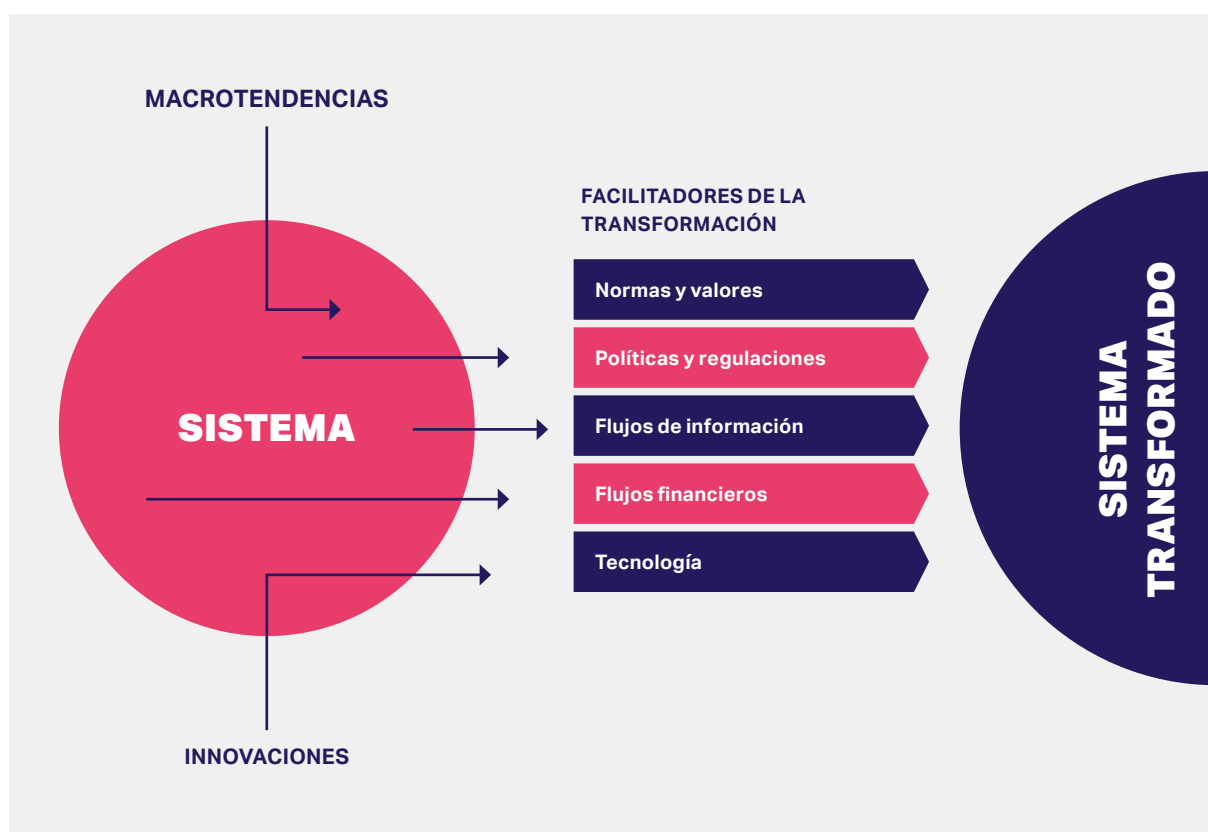 MACROTENDENCIAS
FACILITADORES DE LA
TRANSFORMACIÓN
Normas y valores
Políticas y regulaciones
Flujos de información
Flujos financieros
Tecnología
SISTEMA
INNOVACIONES
SISTEMA
TRANSFORMADO